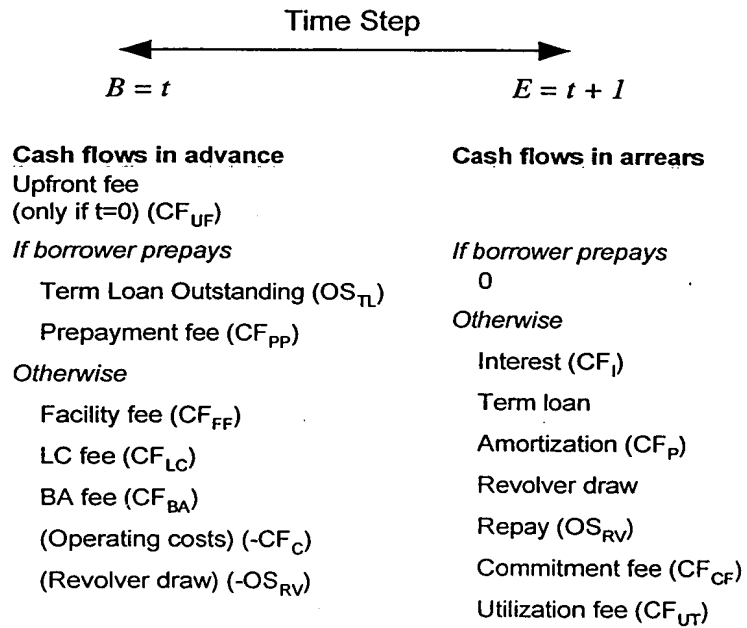 Time Step
B = t
E = t + 1
Cash flows in advance
Upfront fee
(only if t=0) (CF_UF)
If borrower prepays
Term Loan Outstanding (OS_TL)
Prepayment fee (CF_PP)
Otherwise
Facility fee (CF_FF)
LC fee (CF_LC)
BA fee (CF_BA)
(Operating costs) (-CF_C)
(Revolver draw) (-OS_RV)
Cash flows in arrears
If borrower prepays
0
Otherwise
Interest (CF_I)
Term loan
Amortization (CF_P)
Revolver draw
Repay (OS_RV)
Commitment fee (CF_CF)
Utilization fee (CF_UT)